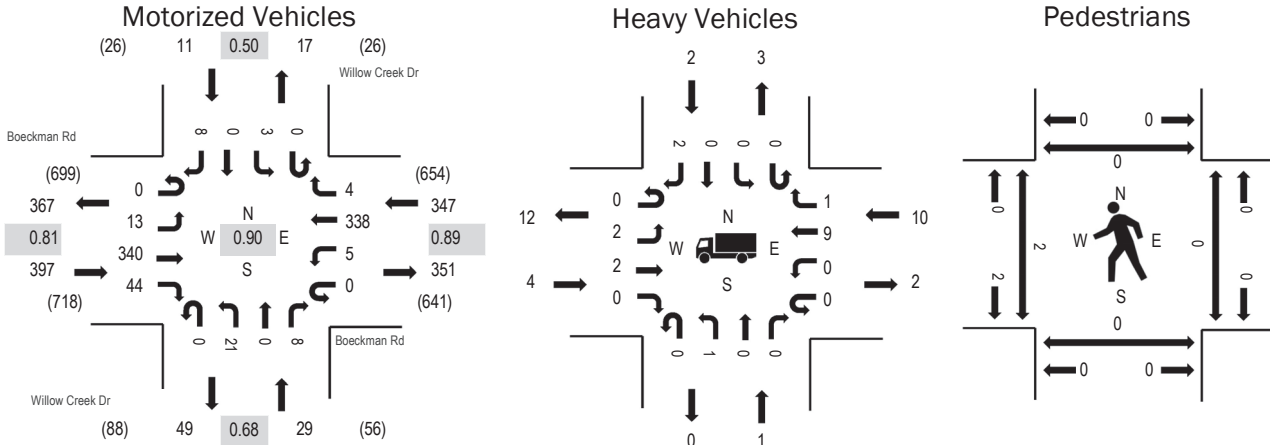 Motorized Vehicles
(26) 11 0.50 17 (26)
Willow Creek Dr
Boeckman Rd
8 0 3 0
(699) 0 4 (654)
367 13 N 338 347
0.81 W 0.90 E 0.89
397 340 S 5 351
(718) 44 0 (641)
0 21 0 8
Boeckman Rd
Willow Creek Dr
(88) 49 0.68 29 (56)
Heavy Vehicles
2 3
2 0 0 0
0 1
12 2 N 9 10
W E
4 2 S 0 2
0 0
0 1 0 0
0 1
Pedestrians
0 0
0
0 N 0
W 2 E 0
2 S 0
0
0 0